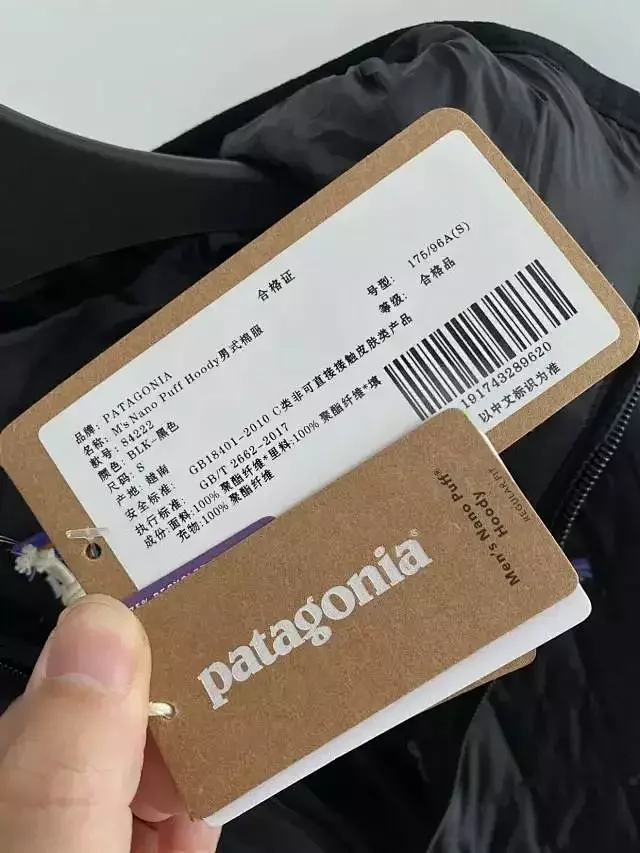 合格证
品牌: PATAGONIA
名称: M's Nano Puff Hoody男式棉服
款号: 84222
颜色: BLK-黑色
尺码: S
产地: 越南
安全标准: GB18401-2010 C类非可直接接触皮肤类产品
执行标准: GB/T 2662-2017
成份: 面料:100% 聚酯纤维*里料:100% 聚酯纤维*填
充物: 100% 聚酯纤维
号型: 175/96A(S)
等级: 合格品
191743289620
以中文标识为准
patagonia®
Men's Nano Puff®
Hoody
REGULAR FIT